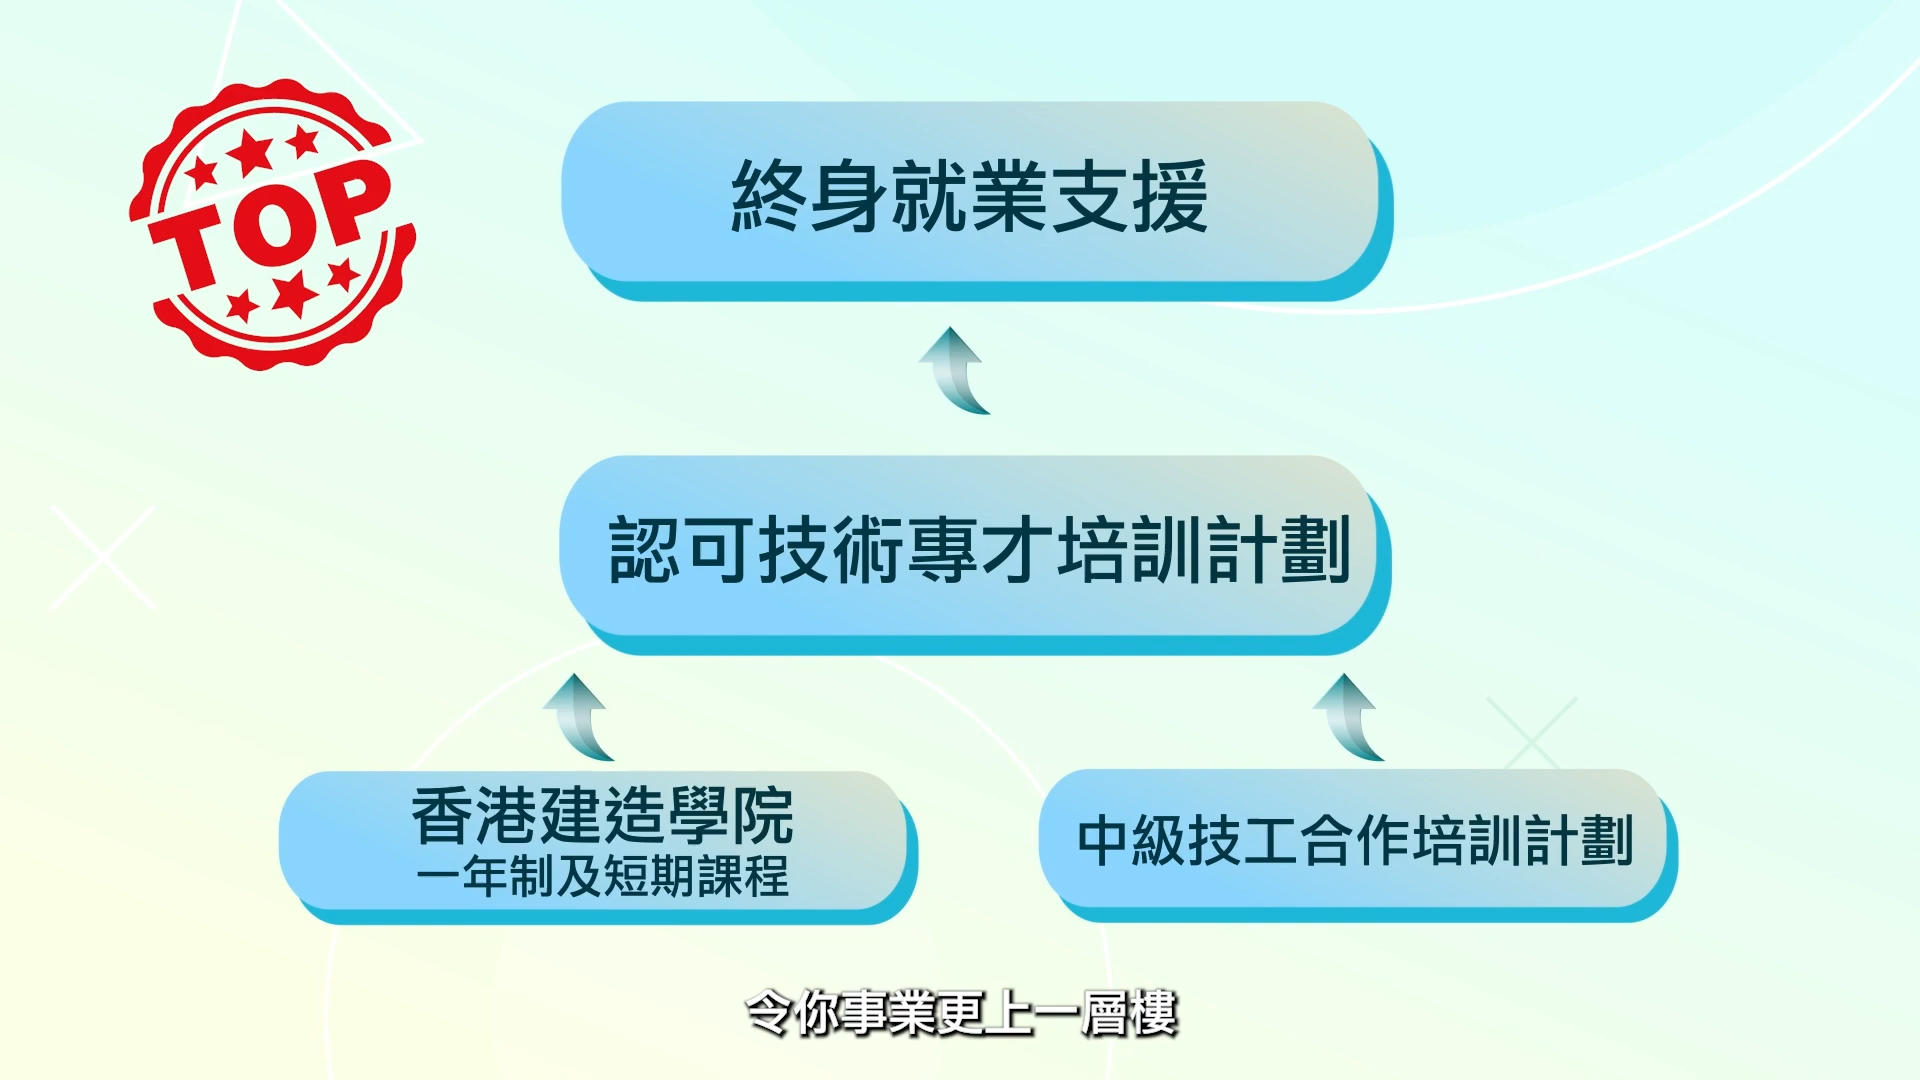 TOP
終身就業支援
認可技術專才培訓計劃
香港建造學院
一年制及短期課程
中級技工合作培訓計劃
令你事業更上一層樓